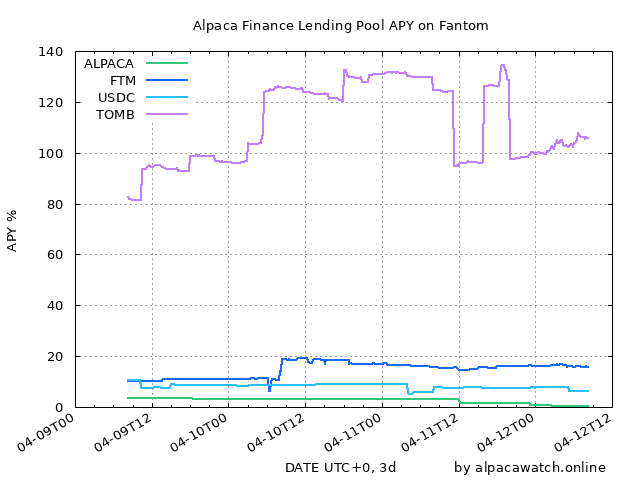 Alpaca Finance Lending Pool APY on Fantom
APY %
140
120
100
80
60
40
20
0
ALPACA
FTM
USDC
TOMB
04-09T00
04-09T12
04-10T00
04-10T12
04-11T00
04-11T12
04-12T00
04-12T12
DATE UTC+0, 3d
by alpacawatch.online